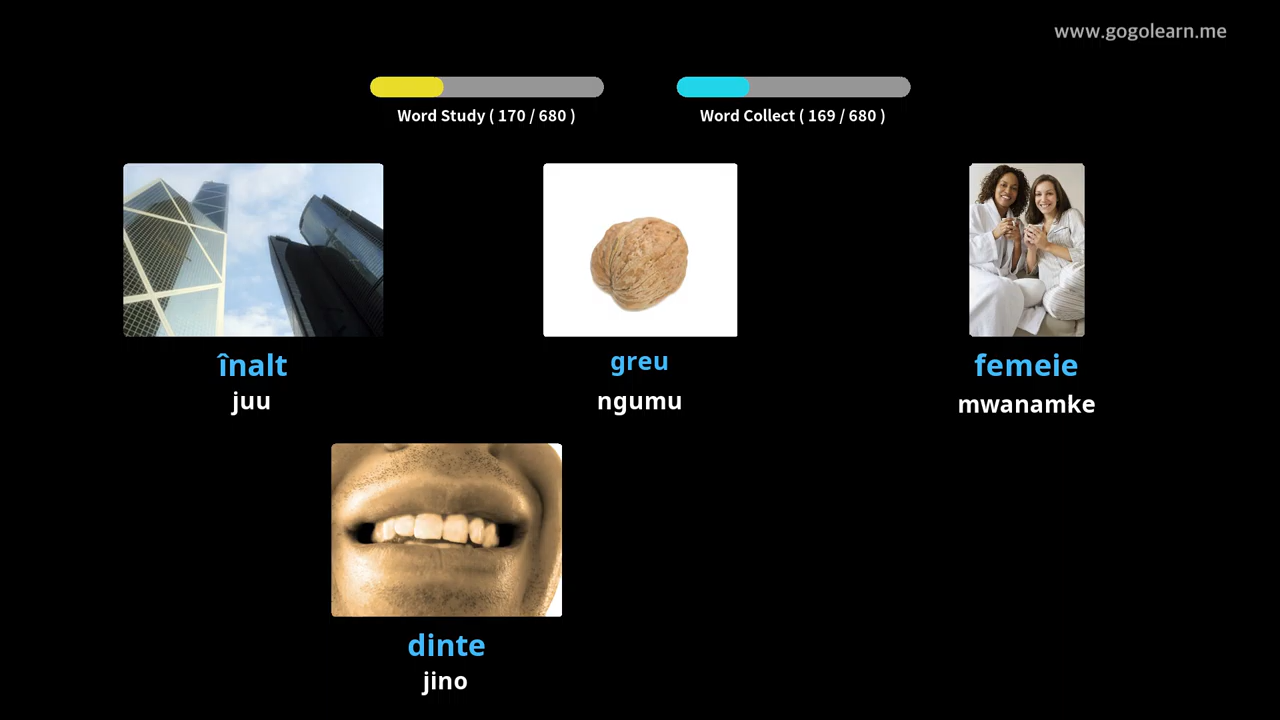 www.gogolearn.me
Word Study ( 170 / 680 )
Word Collect ( 169 / 680 )
înalt
juu
greu
ngumu
femeie
mwanamke
dinte
jino